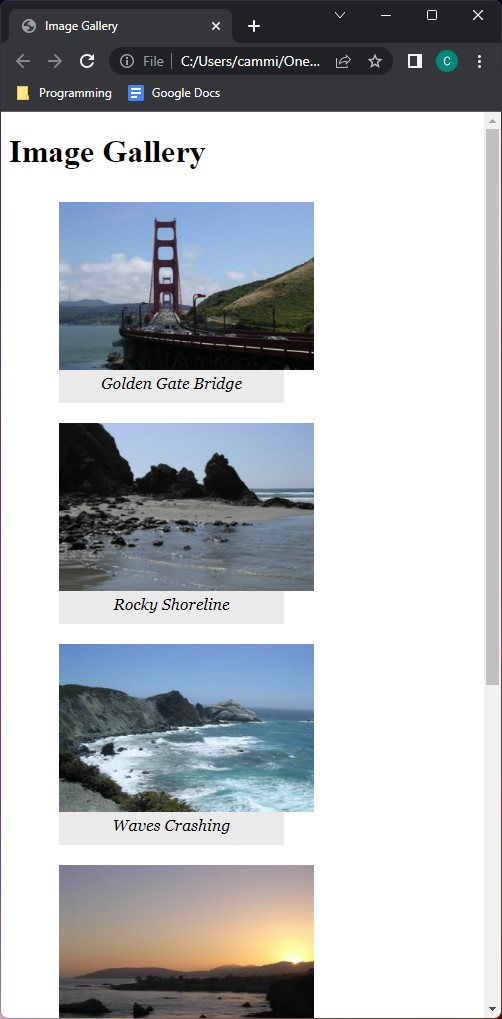 Image Gallery
File C:/Users/cammi/One...
C
Programming Google Docs
Image Gallery
Golden Gate Bridge
Rocky Shoreline
Waves Crashing